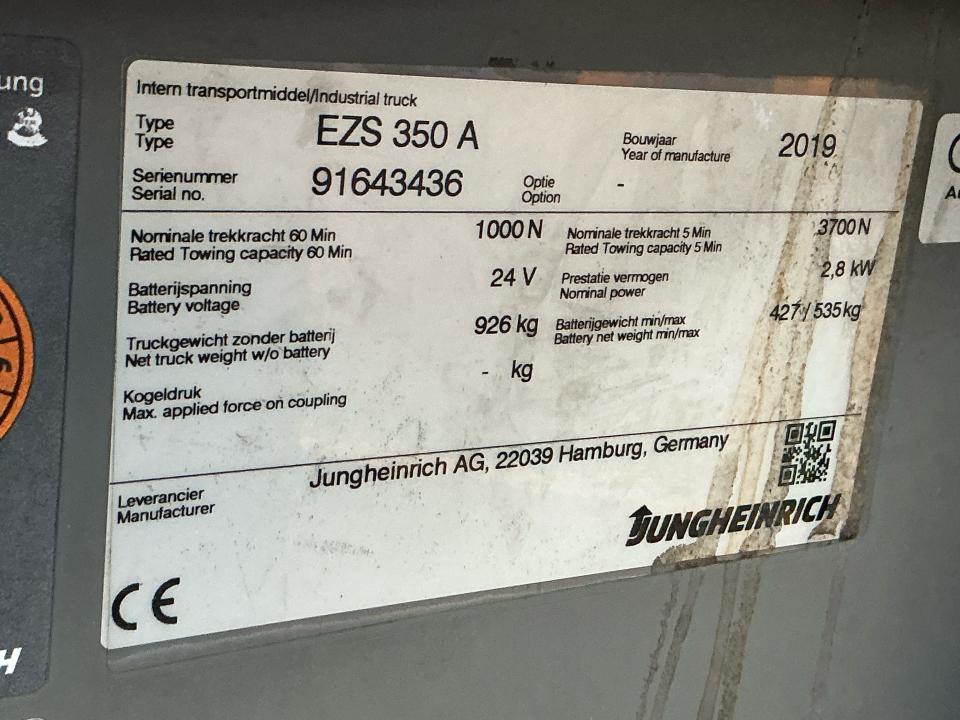 ung
Intern transportmiddel/Industrial truck
Type
Type
EZS 350 A
Bouwjaar
Year of manufacture
2019
Serienummer
Serial no.
91643436
Optie
Option
-
Nominale trekkracht 60 Min
Rated Towing capacity 60 Min
1000 N
Nominale trekkracht 5 Min
Rated Towing capacity 5 Min
3700 N
Batterijspanning
Battery voltage
24 V
Prestatie vermogen
Nominal power
2,8 kW
Truckgewicht zonder batterij
Net truck weight w/o battery
926 kg
Batterijgewicht min/max
Battery net weight min/max
427 / 535 kg
Kogeldruk
Max. applied force on coupling
- kg
Leverancier
Manufacturer
Jungheinrich AG, 22039 Hamburg, Germany
JUNGHEINRICH
CE
H